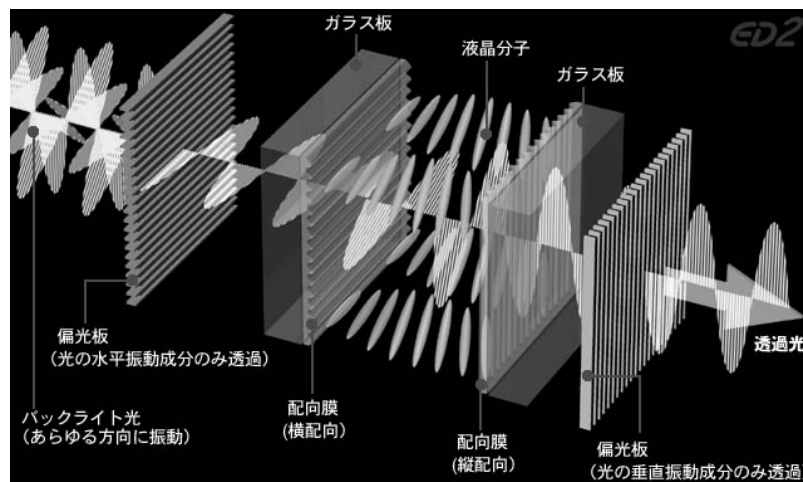 ガラス板
液晶分子
ガラス板
ED2
偏光板
（光の水平振動成分のみ透過）
バックライト光
（あらゆる方向に振動）
配向膜
（横配向）
配向膜
（縦配向）
透過光
偏光板
（光の垂直振動成分のみ透過